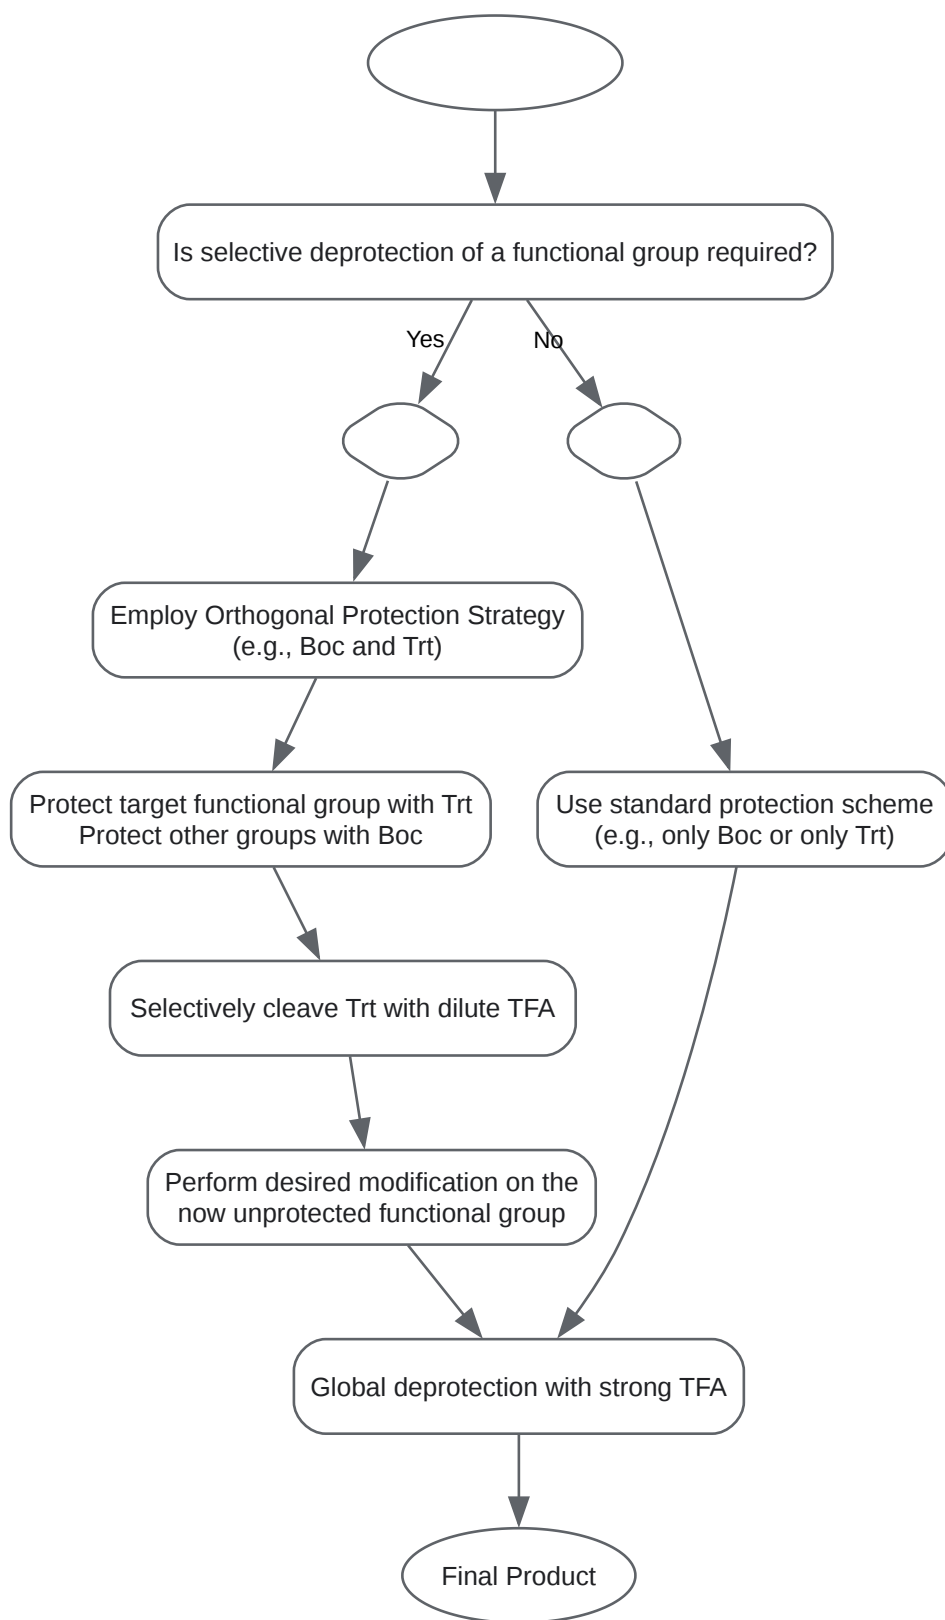 Is selective deprotection of a functional group required?
Yes
No
Employ Orthogonal Protection Strategy
(e.g., Boc and Trt)
Protect target functional group with Trt
Protect other groups with Boc
Use standard protection scheme
(e.g., only Boc or only Trt)
Selectively cleave Trt with dilute TFA
Perform desired modification on the
now unprotected functional group
Global deprotection with strong TFA
Final Product